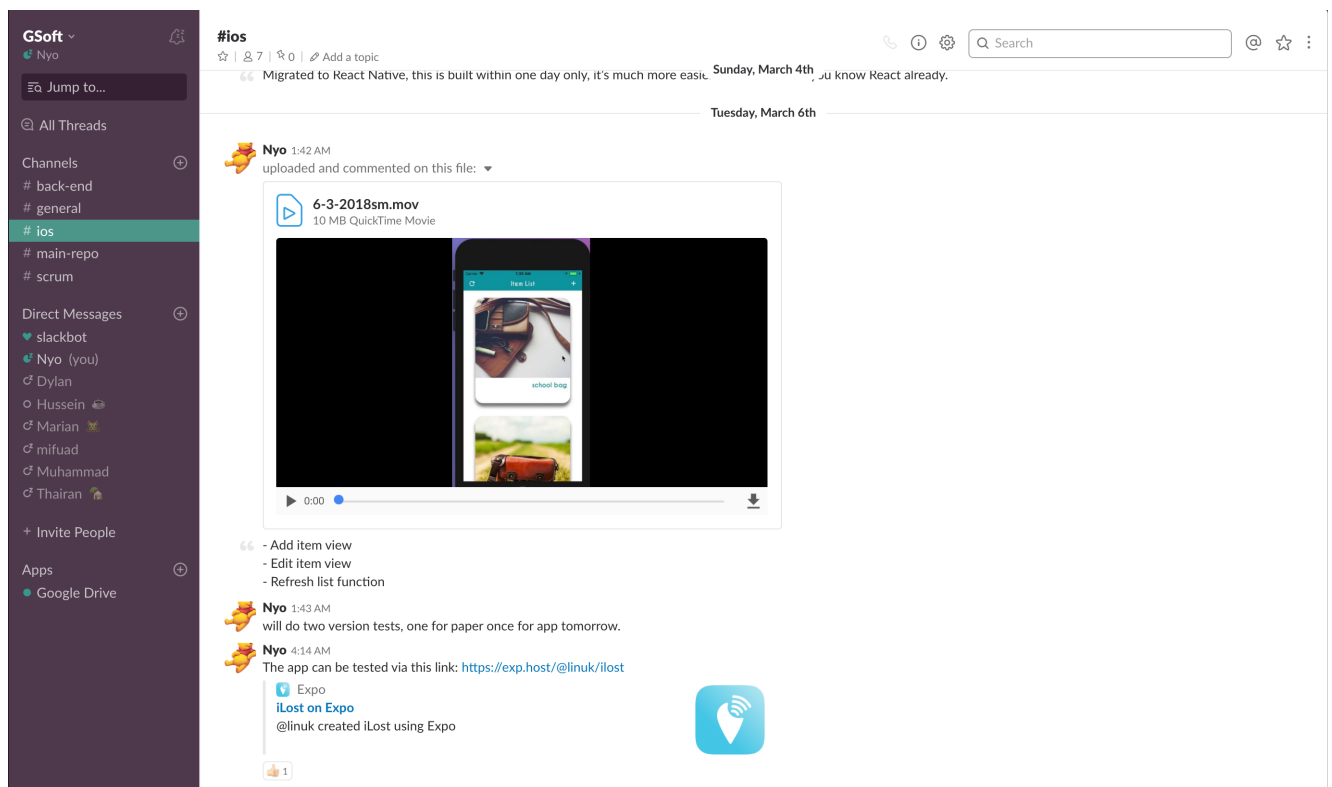 GSoft
Nyo
Jump to...
All Threads
Channels
# back-end
# general
# ios
# main-repo
# scrum
Direct Messages
slackbot
Nyo (you)
Dylan
Hussein
Marian
mifuad
Muhammad
Thairan
+ Invite People
Apps
Google Drive
#ios
7 | 0 | Add a topic
Search
Migrated to React Native, this is built within one day only, it's much more easie
Sunday, March 4th
you know React already.
Tuesday, March 6th
Nyo 1:42 AM
uploaded and commented on this file:
6-3-2018sm.mov
10 MB QuickTime Movie
Item List +
school bag
0:00
- Add item view
- Edit item view
- Refresh list function
Nyo 1:43 AM
will do two version tests, one for paper once for app tomorrow.
Nyo 4:14 AM
The app can be tested via this link: https://exp.host/@linuk/ilost
Expo
iLost on Expo
@linuk created iLost using Expo
1